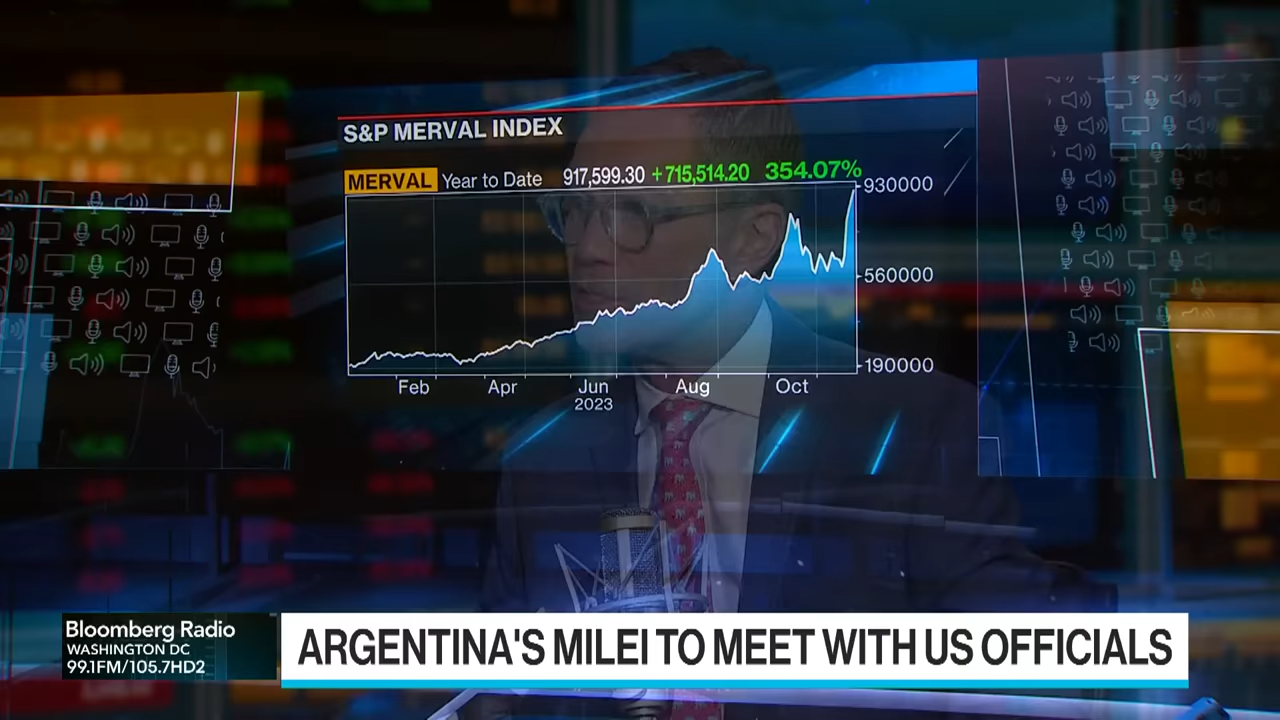 S&P MERVAL INDEX
MERVAL Year to Date 917,599.30 +715,514.20 354.07%
930000
560000
190000
Feb Apr Jun Aug Oct
2023
Bloomberg Radio
WASHINGTON DC
99.1FM/105.7HD2
ARGENTINA'S MILEI TO MEET WITH US OFFICIALS